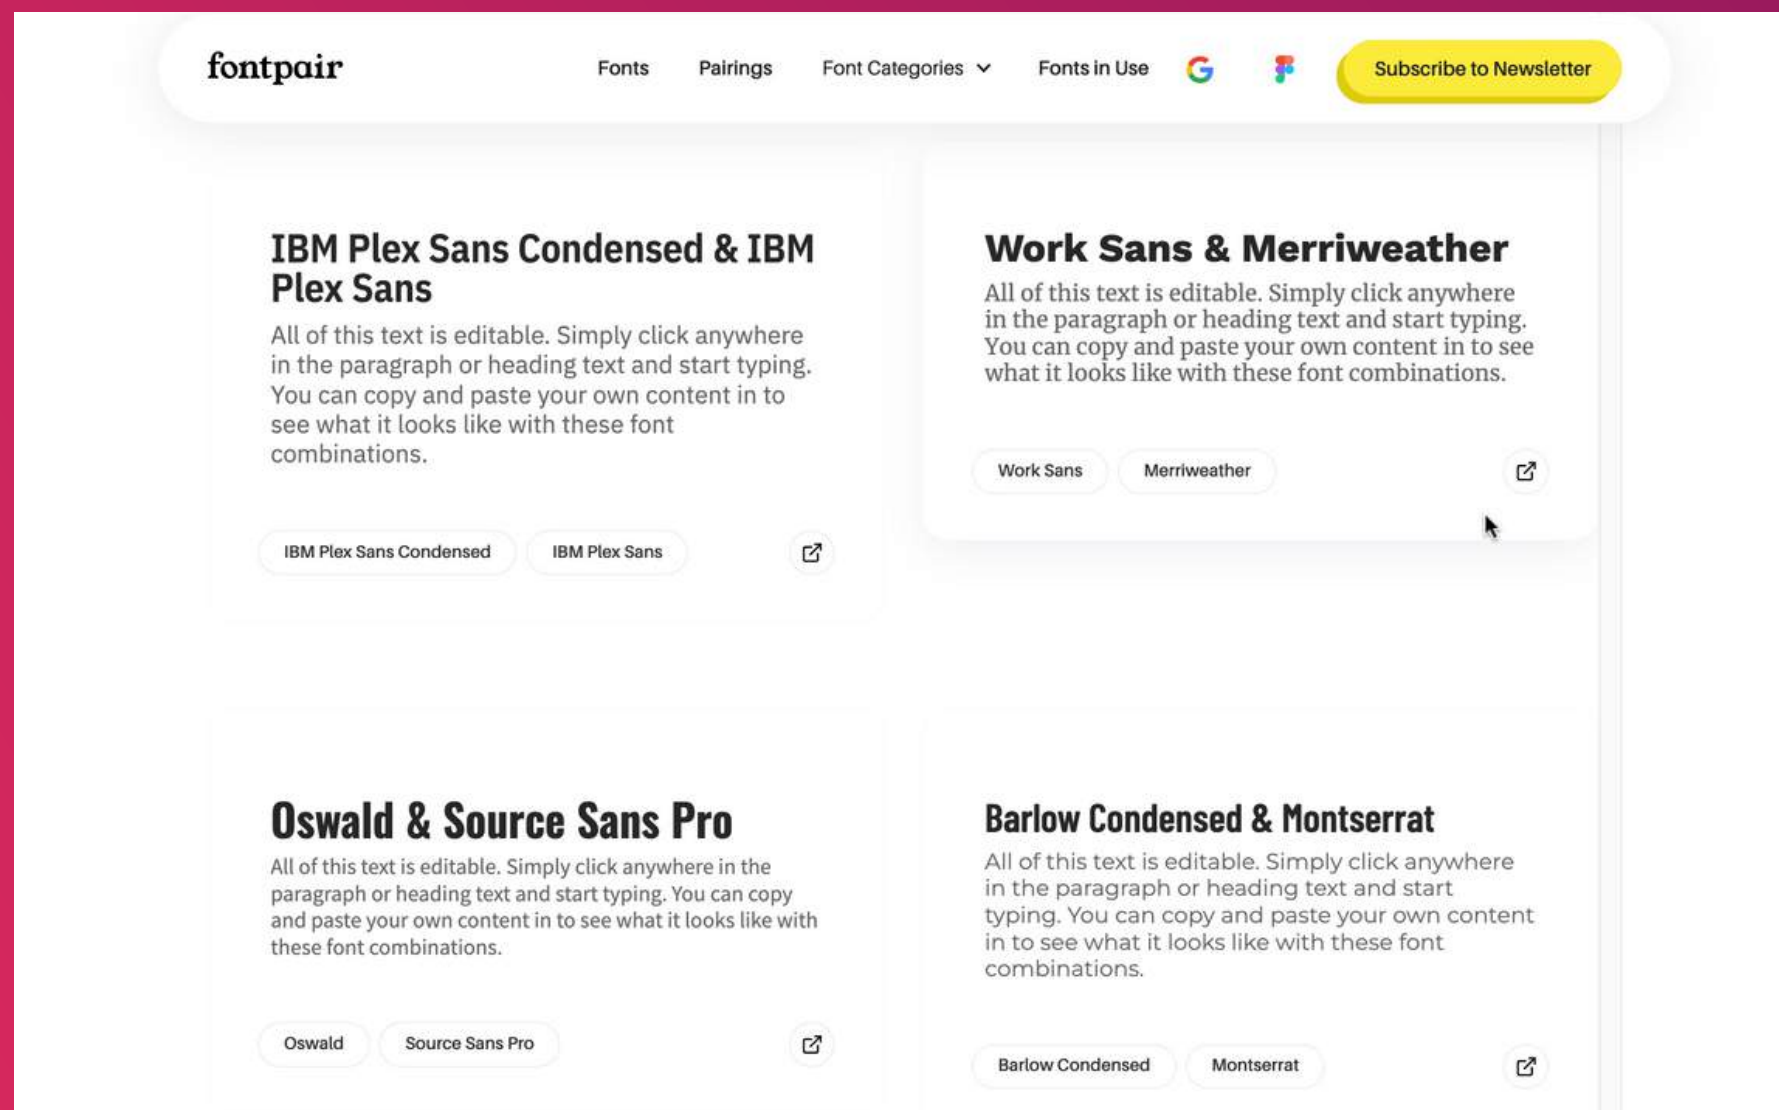 fontpair
Fonts
Pairings
Font Categories
Fonts in Use
Subscribe to Newsletter
IBM Plex Sans Condensed & IBM
Plex Sans
All of this text is editable. Simply click anywhere
in the paragraph or heading text and start typing.
You can copy and paste your own content in to
see what it looks like with these font
combinations.
IBM Plex Sans Condensed
IBM Plex Sans
Work Sans & Merriweather
All of this text is editable. Simply click anywhere
in the paragraph or heading text and start typing.
You can copy and paste your own content in to see
what it looks like with these font combinations.
Work Sans
Merriweather
Oswald & Source Sans Pro
All of this text is editable. Simply click anywhere in the
paragraph or heading text and start typing. You can copy
and paste your own content in to see what it looks like with
these font combinations.
Oswald
Source Sans Pro
Barlow Condensed & Montserrat
All of this text is editable. Simply click anywhere
in the paragraph or heading text and start
typing. You can copy and paste your own content
in to see what it looks like with these font
combinations.
Barlow Condensed
Montserrat